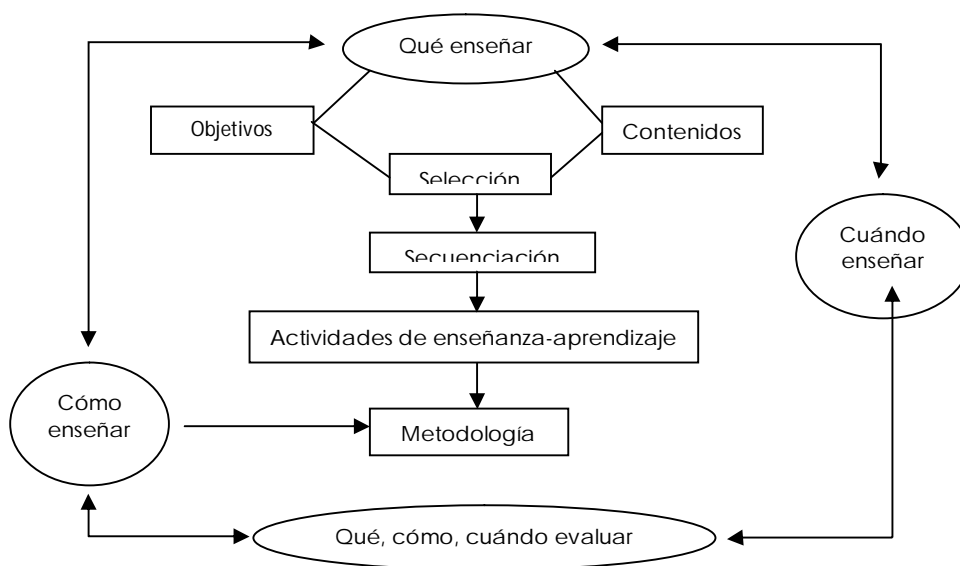 Qué enseñar
Objetivos
Contenidos
Selección
Secuenciación
Cuándo
enseñar
Actividades de enseñanza-aprendizaje
Cómo
enseñar
Metodología
Qué, cómo, cuándo evaluar